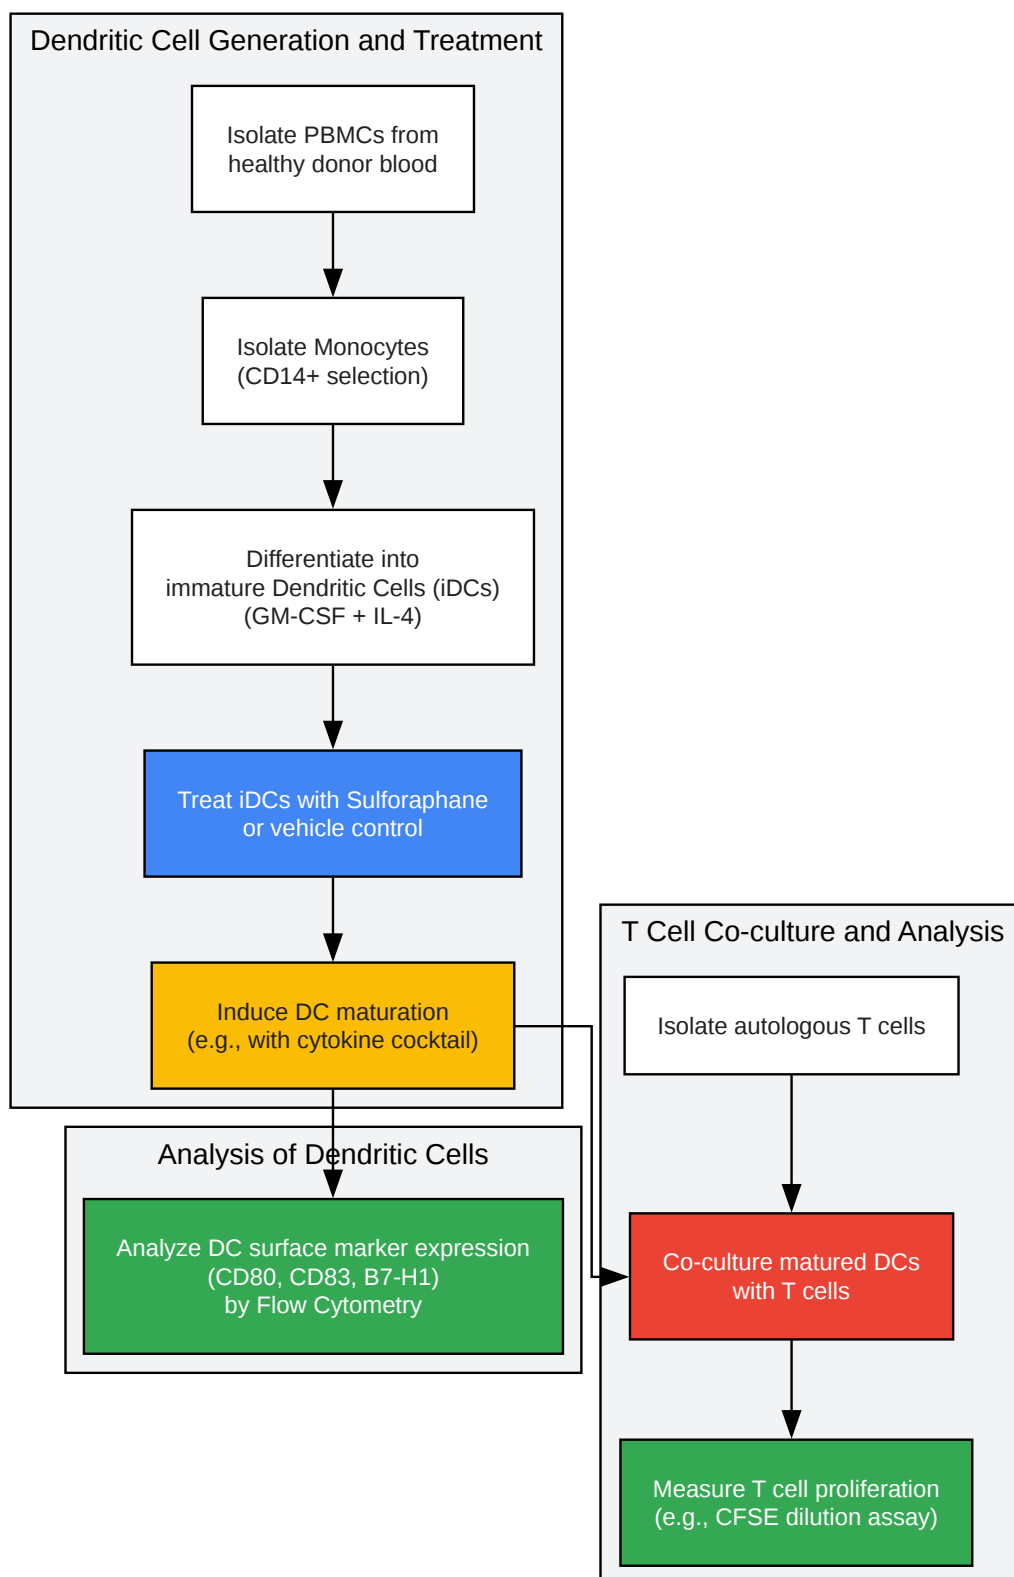 Dendritic Cell Generation and Treatment
Isolate PBMCs from
healthy donor blood
Isolate Monocytes
(CD14+ selection)
Differentiate into
immature Dendritic Cells (iDCs)
(GM-CSF + IL-4)
Treat iDCs with Sulforaphane
or vehicle control
Induce DC maturation
(e.g., with cytokine cocktail)
Analysis of Dendritic Cells
Analyze DC surface marker expression
(CD80, CD83, B7-H1)
by Flow Cytometry
T Cell Co-culture and Analysis
Isolate autologous T cells
Co-culture matured DCs
with T cells
Measure T cell proliferation
(e.g., CFSE dilution assay)